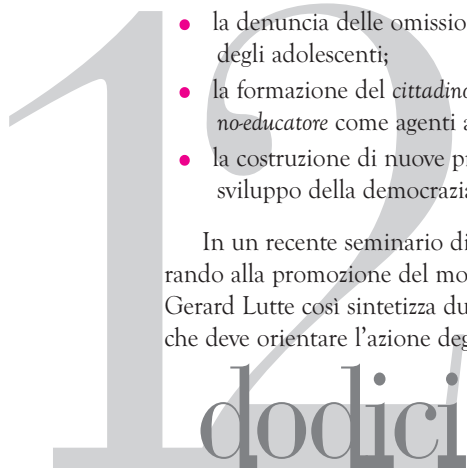 12
• la denuncia delle omissio
degli adolescenti;
• la formazione del cittadino
no-educatore come agenti a
• la costruzione di nuove p
sviluppo della democrazia
In un recente seminario di
rando alla promozione del mo
Gerard Lutte così sintetizza du
che deve orientare l'azione deg
dodici